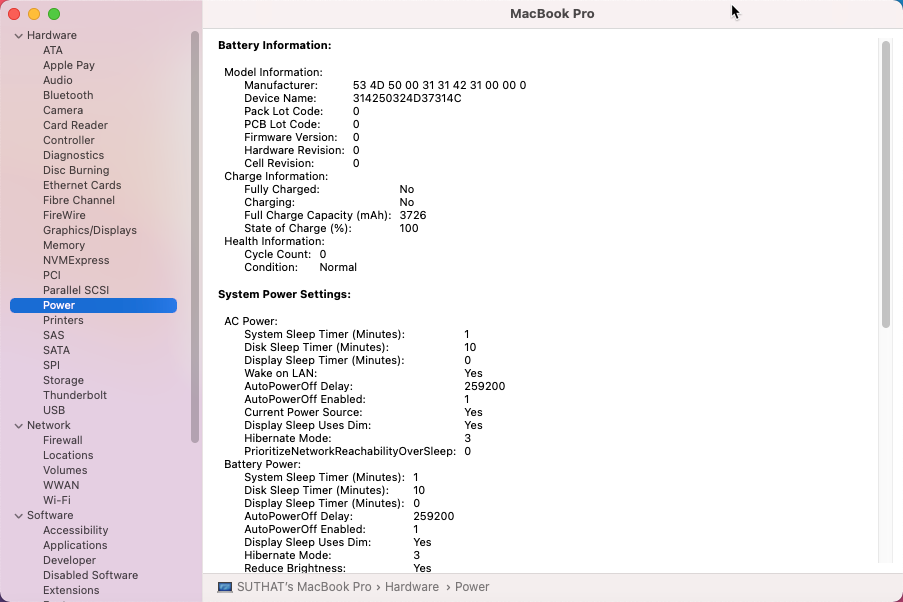 MacBook Pro
Hardware
ATA
Apple Pay
Audio
Bluetooth
Camera
Card Reader
Controller
Diagnostics
Disc Burning
Ethernet Cards
Fibre Channel
FireWire
Graphics/Displays
Memory
NVMExpress
PCI
Parallel SCSI
Power
Printers
SAS
SATA
SPI
Storage
Thunderbolt
USB
Network
Firewall
Locations
Volumes
WWAN
Wi-Fi
Software
Accessibility
Applications
Developer
Disabled Software
Extensions
Battery Information:
Model Information:
Manufacturer: 53 4D 50 00 31 31 42 31 00 00 0
Device Name: 314250324D37314C
Pack Lot Code: 0
PCB Lot Code: 0
Firmware Version: 0
Hardware Revision: 0
Cell Revision: 0
Charge Information:
Fully Charged: No
Charging: No
Full Charge Capacity (mAh): 3726
State of Charge (%): 100
Health Information:
Cycle Count: 0
Condition: Normal
System Power Settings:
AC Power:
System Sleep Timer (Minutes): 1
Disk Sleep Timer (Minutes): 10
Display Sleep Timer (Minutes): 0
Wake on LAN: Yes
AutoPowerOff Delay: 259200
AutoPowerOff Enabled: 1
Current Power Source: Yes
Display Sleep Uses Dim: Yes
Hibernate Mode: 3
PrioritizeNetworkReachabilityOverSleep: 0
Battery Power:
System Sleep Timer (Minutes): 1
Disk Sleep Timer (Minutes): 10
Display Sleep Timer (Minutes): 0
AutoPowerOff Delay: 259200
AutoPowerOff Enabled: 1
Display Sleep Uses Dim: Yes
Hibernate Mode: 3
Reduce Brightness: Yes
SUTHAT's MacBook Pro › Hardware › Power